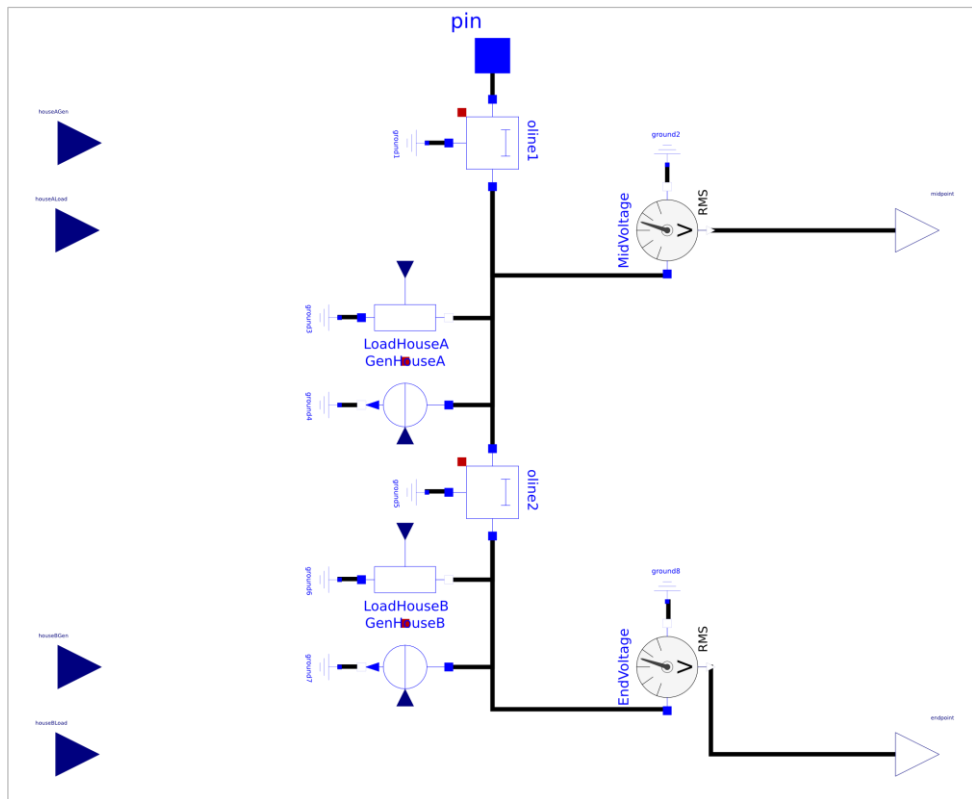 pin
houseAGen
oline1
ground1
ground2
houseALoad
midpoint
MidVoltage
RMS
V
ground3
LoadHouseA
GenHouseA
ground4
oline2
ground5
ground6
ground8
LoadHouseB
GenHouseB
houseBGen
ground7
EndVoltage
RMS
V
houseBLoad
endpoint